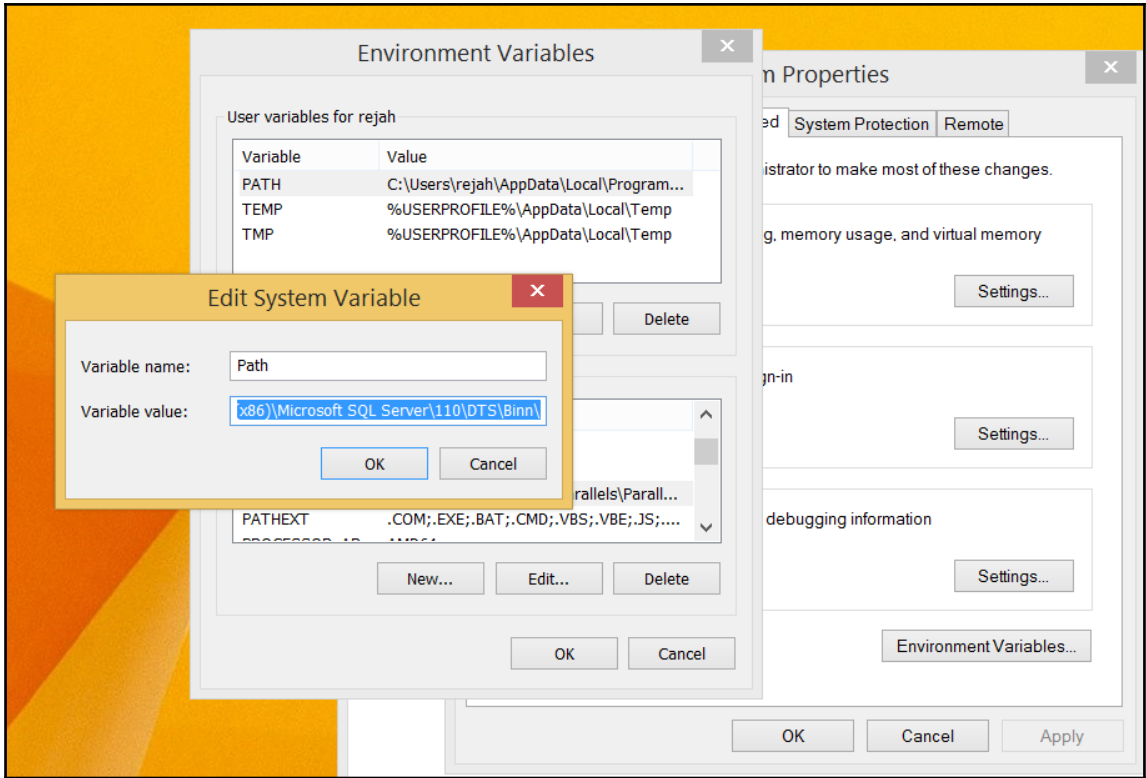 Environment Variables
User variables for rejah
Variable Value
PATH C:\Users\rejah\AppData\Local\Program...
TEMP %USERPROFILE%\AppData\Local\Temp
TMP %USERPROFILE%\AppData\Local\Temp
Delete
Edit System Variable
Variable name: Path
Variable value: x86)\Microsoft SQL Server\110\DTS\Binn\
OK Cancel
rallels\Parall...
PATHEXT .COM;.EXE;.BAT;.CMD;.VBS;.VBE;.JS;....
New... Edit... Delete
OK Cancel
m Properties
ed System Protection Remote
istrator to make most of these changes.
g, memory usage, and virtual memory
Settings...
gn-in
Settings...
debugging information
Settings...
Environment Variables...
OK Cancel Apply